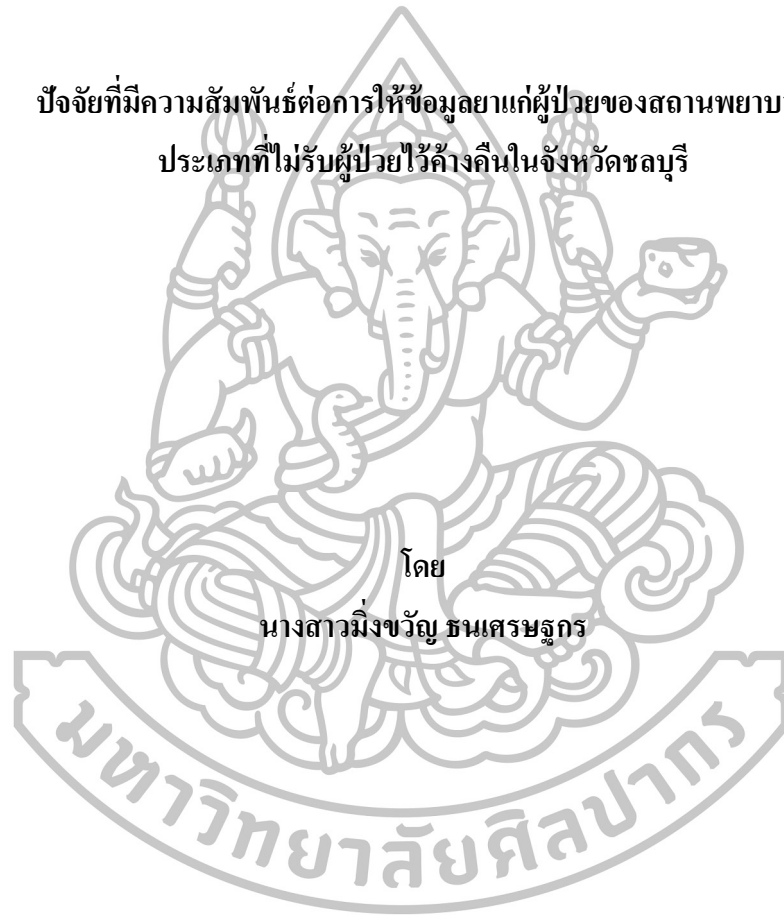 ปัจจัยที่มีความสัมพันธ์ต่อการให้ข้อมูลยาแก่ผู้ป่วยของสถานพยาบา
ประเภทที่ไม่รับผู้ป่วยไว้ค้างคืนในจังหวัดชลบุรี
โดย
นางสาวมิ่งขวัญ ธนเศรษฐกร
มหาวิทยาลัยศิลปากร